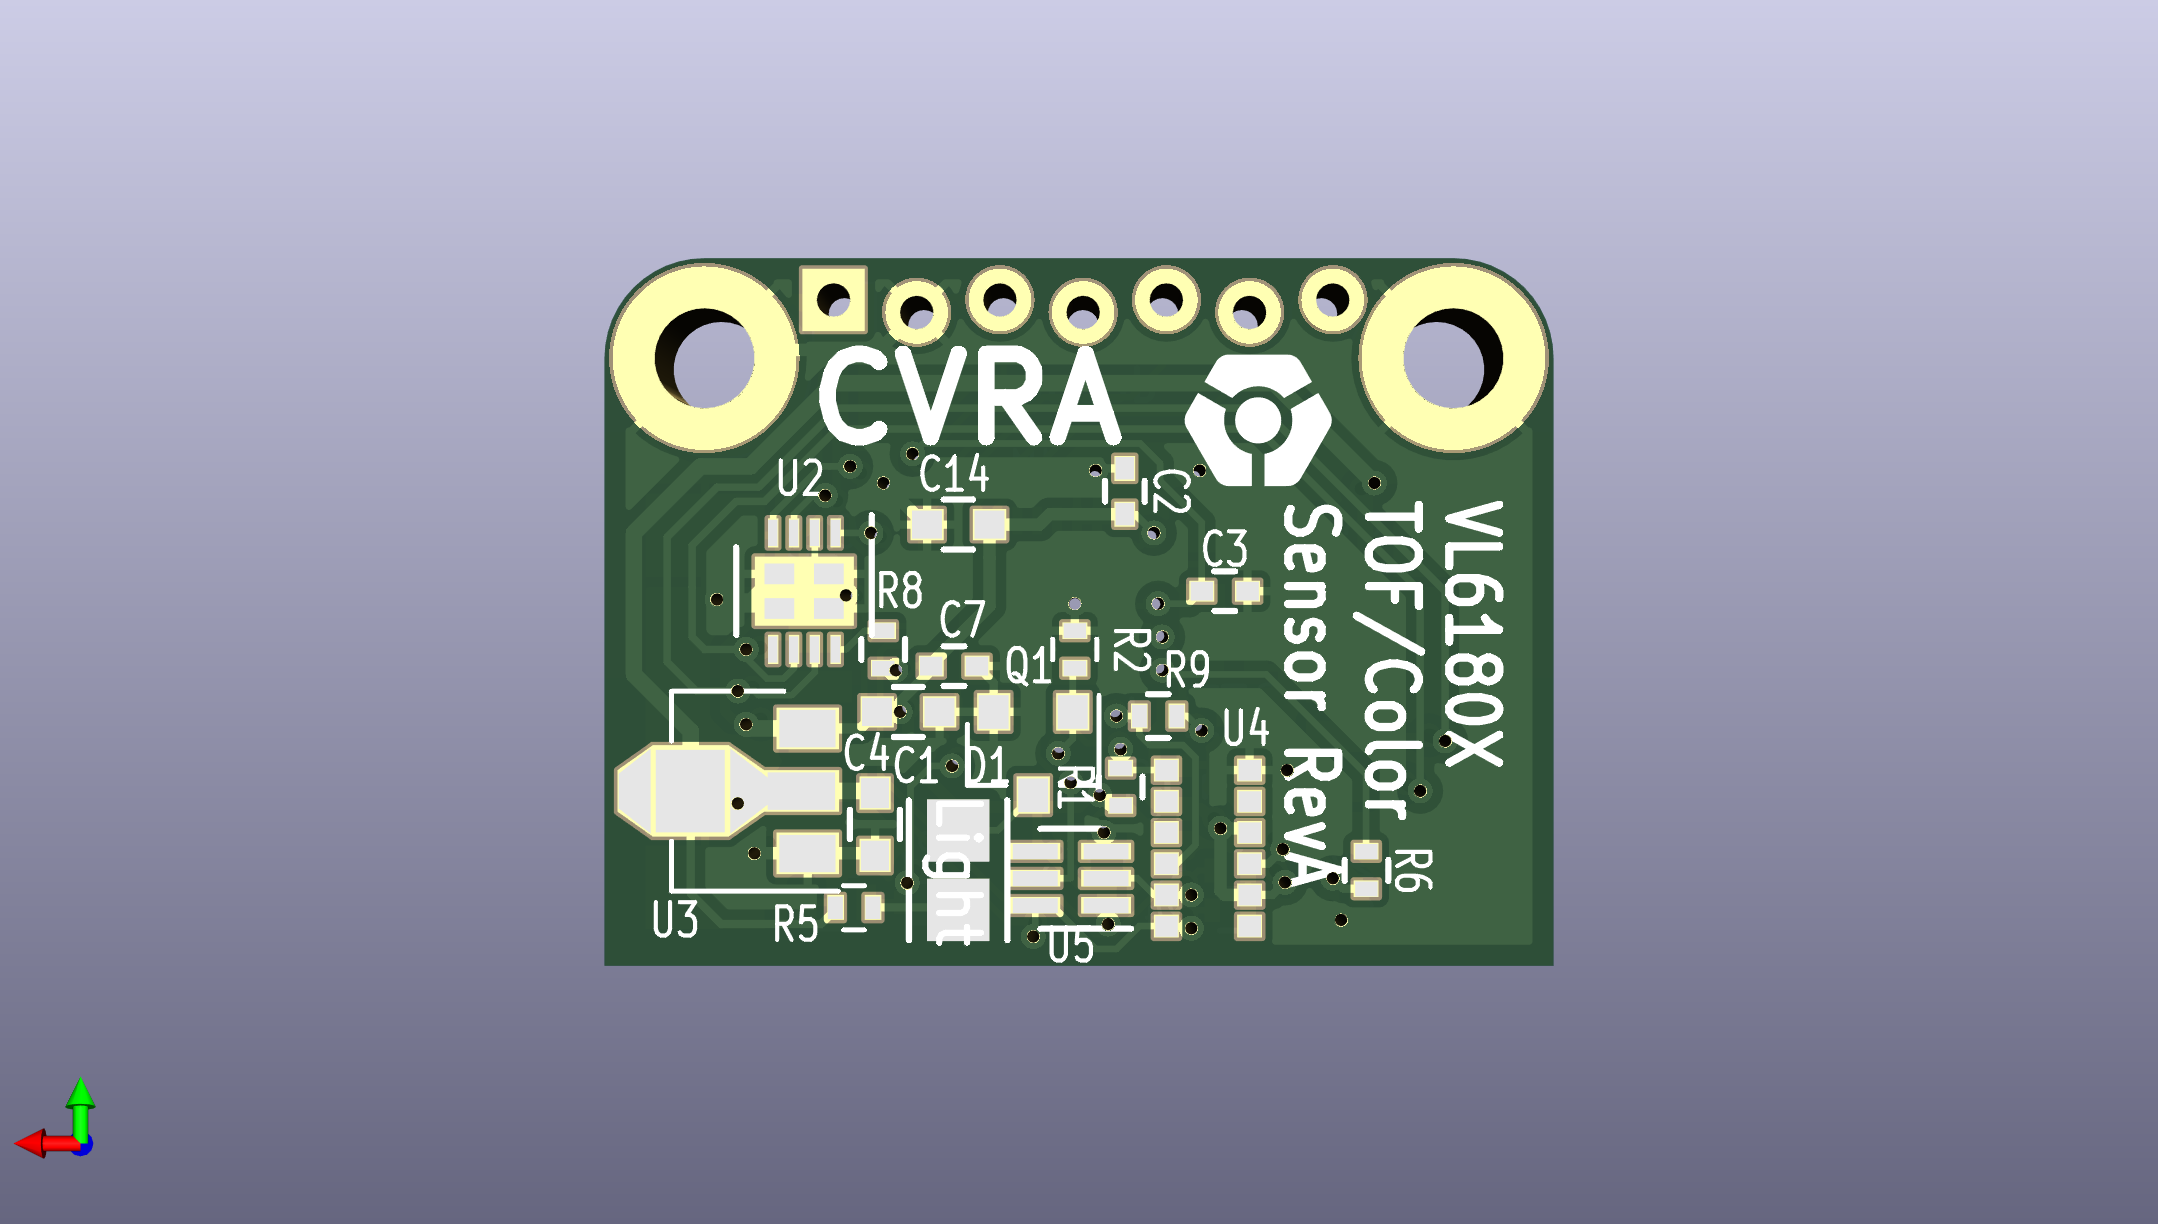 CVRA
U2
C14
C2
C3
R8
C7
Q1
R2
R9
U4
C4
C1
D1
R1
Light
U3
R5
U5
R6
VL6180X
TOF/Color
Sensor RevA